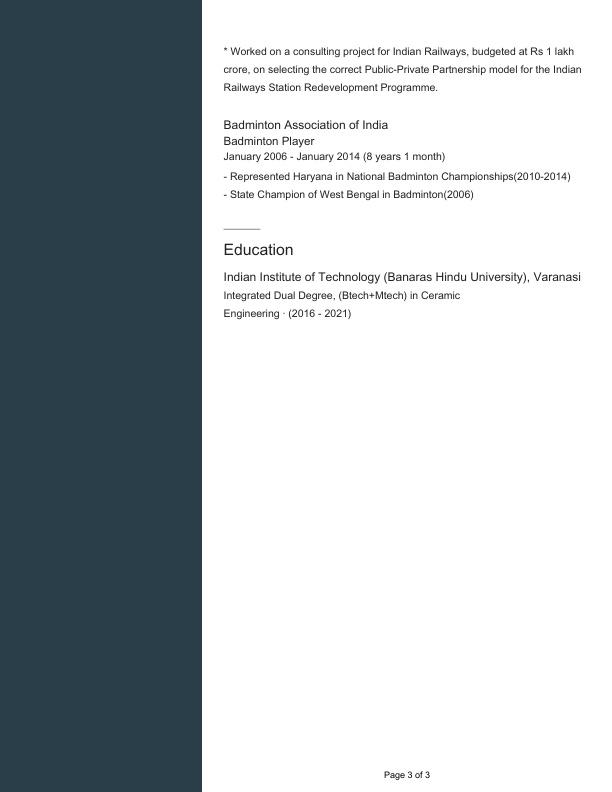 * Worked on a consulting project for Indian Railways, budgeted at Rs 1 lakh
crore, on selecting the correct Public-Private Partnership model for the Indian
Railways Station Redevelopment Programme.
Badminton Association of India
Badminton Player
January 2006 - January 2014 (8 years 1 month)
- Represented Haryana in National Badminton Championships(2010-2014)
- State Champion of West Bengal in Badminton(2006)
Education
Indian Institute of Technology (Banaras Hindu University), Varanasi
Integrated Dual Degree, (Btech+Mtech) in Ceramic
Engineering · (2016 - 2021)
Page 3 of 3